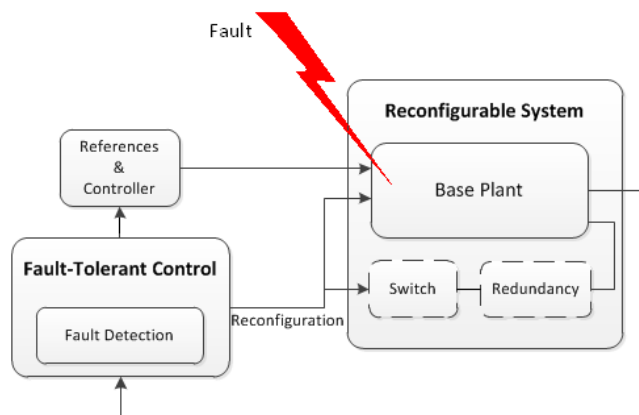 Fault
Reconfigurable System
References
&
Controller
Base Plant
Fault-Tolerant Control
Switch
Redundancy
Reconfiguration
Fault Detection